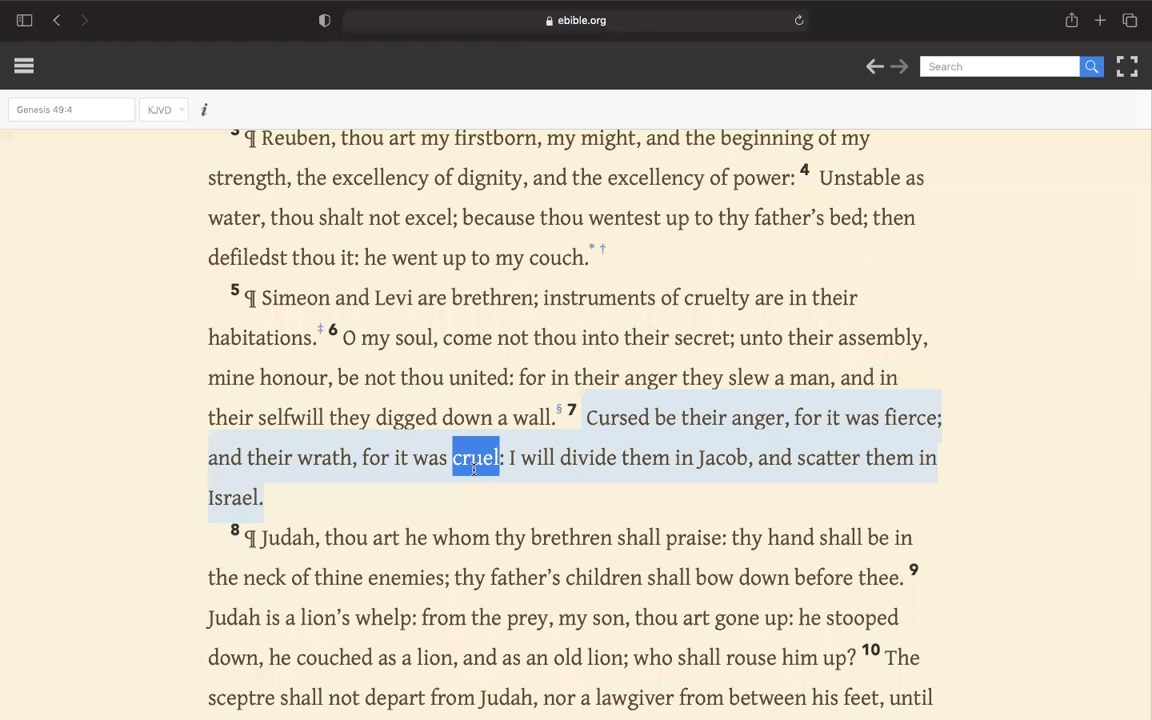 ebible.org
Search
Genesis 49:4
KJVD
i
3 ¶ Reuben, thou art my firstborn, my might, and the beginning of my
strength, the excellency of dignity, and the excellency of power: 4 Unstable as
water, thou shalt not excel; because thou wentest up to thy father’s bed; then
defiledst thou it: he went up to my couch.* †
5 ¶ Simeon and Levi are brethren; instruments of cruelty are in their
habitations.‡ 6 O my soul, come not thou into their secret; unto their assembly,
mine honour, be not thou united: for in their anger they slew a man, and in
their selfwill they digged down a wall.§ 7 Cursed be their anger, for it was fierce;
and their wrath, for it was cruel: I will divide them in Jacob, and scatter them in
Israel.
8 ¶ Judah, thou art he whom thy brethren shall praise: thy hand shall be in
the neck of thine enemies; thy father’s children shall bow down before thee. 9
Judah is a lion’s whelp: from the prey, my son, thou art gone up: he stooped
down, he couched as a lion, and as an old lion; who shall rouse him up? 10 The
sceptre shall not depart from Judah, nor a lawgiver from between his feet, until